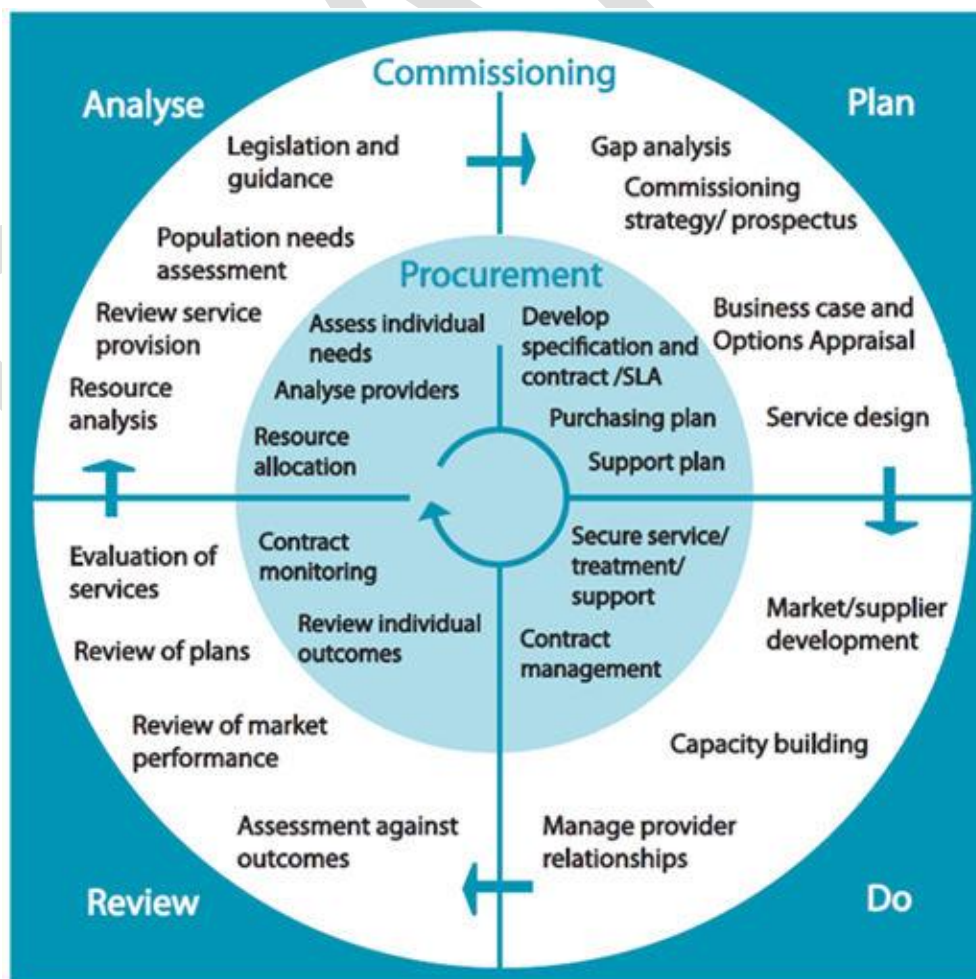 Commissioning
Analyse
Plan
Legislation and
guidance
Population needs
assessment
Review service
provision
Resource
analysis
Gap analysis
Commissioning
strategy/ prospectus
Business case and
Options Appraisal
Service design
Procurement
Assess individual
needs
Analyse providers
Resource
allocation
Develop
specification and
contract /SLA
Purchasing plan
Support plan
Contract
monitoring
Review individual
outcomes
Secure service/
treatment/
support
Contract
management
Evaluation of
services
Review of plans
Review of market
performance
Assessment against
outcomes
Market/supplier
development
Capacity building
Manage provider
relationships
Review
Do